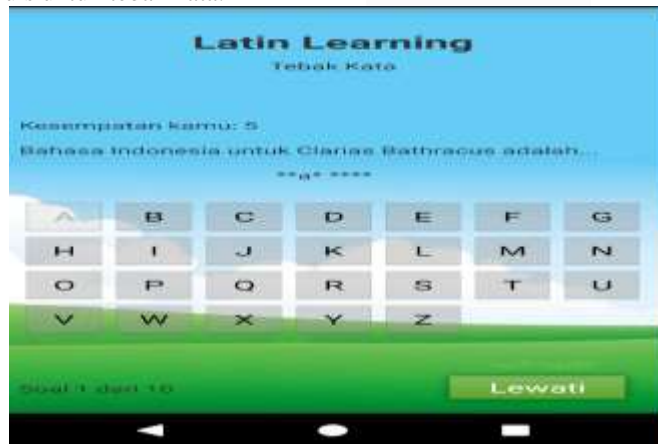 Latin Learning
Tebak Kata
Kesempatan kamu: 5
Bahasa Indonesia untuk Clarias Bathracus adalah...
**a* ****
A B C D E F G
H I J K L M N
O P Q R S T U
V W X Y Z
Soal 1 dari 10
Lewati